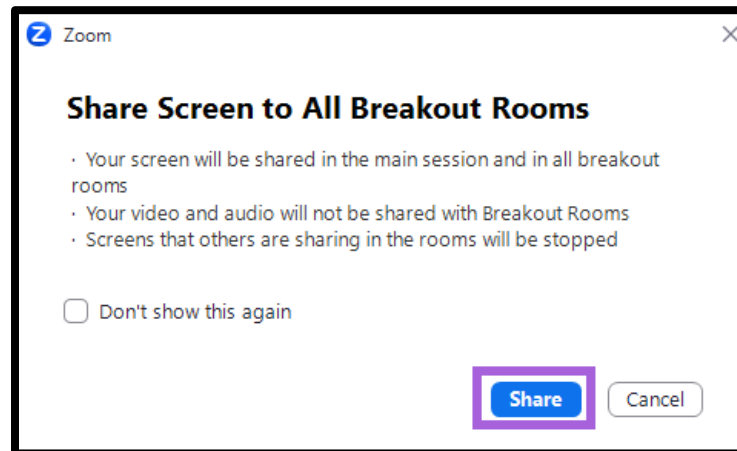 Zoom
Share Screen to All Breakout Rooms
· Your screen will be shared in the main session and in all breakout
rooms
· Your video and audio will not be shared with Breakout Rooms
· Screens that others are sharing in the rooms will be stopped
Don't show this again
Share Cancel